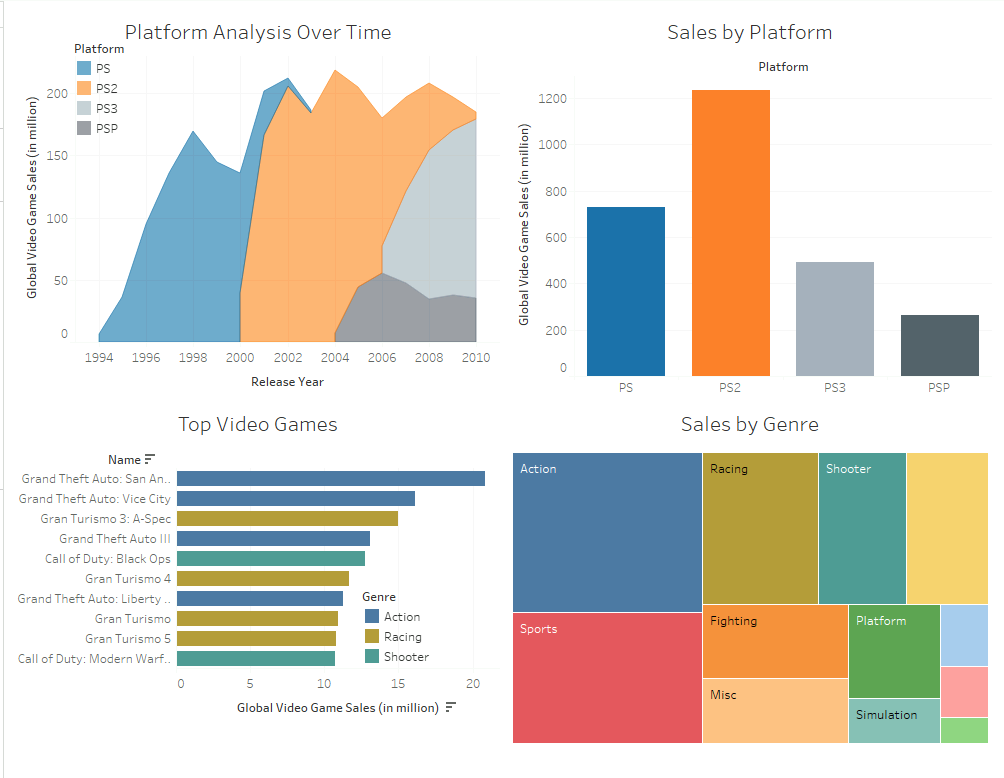 Platform Analysis Over Time
Platform
PS
PS2
PS3
PSP
Global Video Game Sales (in million)
200
150
100
50
0
1994 1996 1998 2000 2002 2004 2006 2008 2010
Release Year
Sales by Platform
Platform
Global Video Game Sales (in million)
1200
1000
800
600
400
200
0
PS PS2 PS3 PSP
Top Video Games
Name
Grand Theft Auto: San An..
Grand Theft Auto: Vice City
Gran Turismo 3: A-Spec
Grand Theft Auto III
Call of Duty: Black Ops
Gran Turismo 4
Grand Theft Auto: Liberty ..
Gran Turismo
Gran Turismo 5
Call of Duty: Modern Warf..
Genre
Action
Racing
Shooter
0 5 10 15 20
Global Video Game Sales (in million)
Sales by Genre
Action
Racing
Shooter
Sports
Fighting
Platform
Misc
Simulation